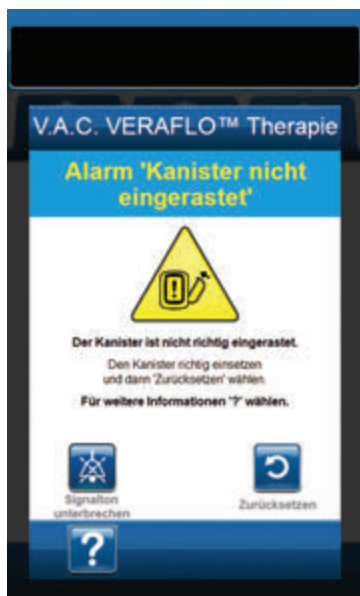 V.A.C. VERAFLO™ Therapie
Alarm 'Kanister nicht
eingerastet'
Der Kanister ist nicht richtig eingerastet.
Den Kanister richtig einsetzen
und dann 'Zurücksetzen' wählen.
Für weitere Informationen '?' wählen.
Signalton
unterbrechen
Zurücksetzen
?